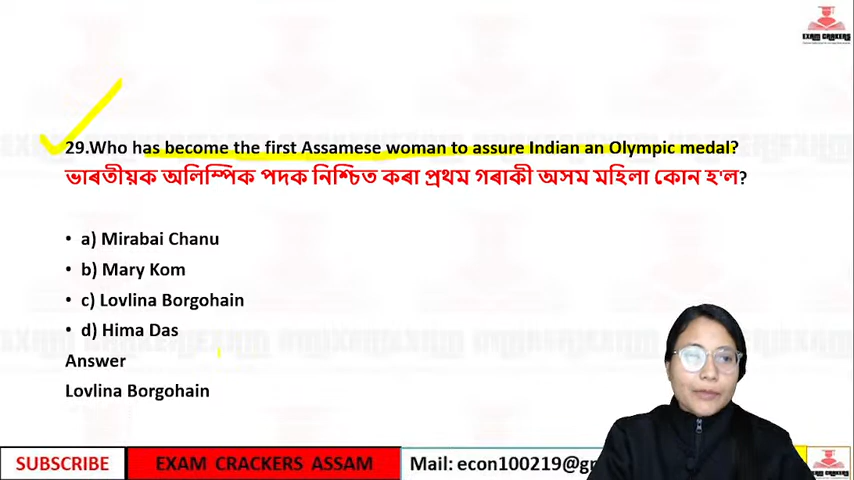 EXAM CRACKERS
29.Who has become the first Assamese woman to assure Indian an Olympic medal?
ভাৰতীয়ক অলিম্পিক পদক নিশ্চিত কৰা প্ৰথম গৰাকী অসম মহিলা কোন হ'ল?
• a) Mirabai Chanu
• b) Mary Kom
• c) Lovlina Borgohain
• d) Hima Das
Answer
Lovlina Borgohain
SUBSCRIBE EXAM CRACKERS ASSAM Mail: econ100219@g